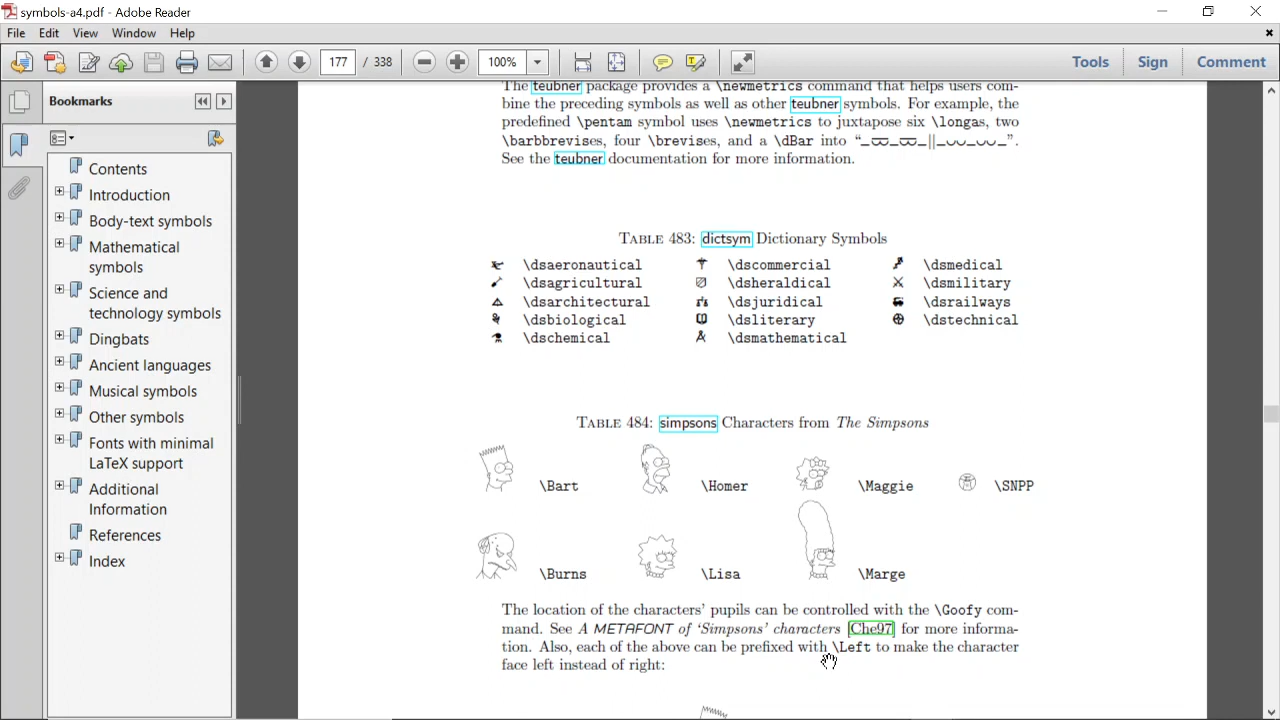 symbols-a4.pdf - Adobe Reader
File Edit View Window Help
177 / 338 100% Tools Sign Comment
Bookmarks
Contents
Introduction
Body-text symbols
Mathematical
symbols
Science and
technology symbols
Dingbats
Ancient languages
Musical symbols
Other symbols
Fonts with minimal
LaTeX support
Additional
Information
References
Index
The teubner package provides a \newmetrics command that helps users com-
bine the preceding symbols as well as other teubner symbols. For example, the
predefined \pentam symbol uses \newmetrics to juxtapose six \longas, two
\barbbrevises, four \brevises, and a \dBar into “ ”.
See the teubner documentation for more information.
TABLE 483: dictsym Dictionary Symbols
\dsaeronautical \dscommercial \dsmedical
\dsagricultural \dsheraldical \dsmilitary
\dsarchitectural \dsjuridical \dsrailways
\dsbiological \dsliterary \dstechnical
\dschemical \dsmathematical
TABLE 484: simpsons Characters from The Simpsons
\Bart \Homer \Maggie \SNPP
\Burns \Lisa \Marge
The location of the characters’ pupils can be controlled with the \Goofy com-
mand. See A METAFONT of ‘Simpsons’ characters [Che97] for more informa-
tion. Also, each of the above can be prefixed with \Left to make the character
face left instead of right: